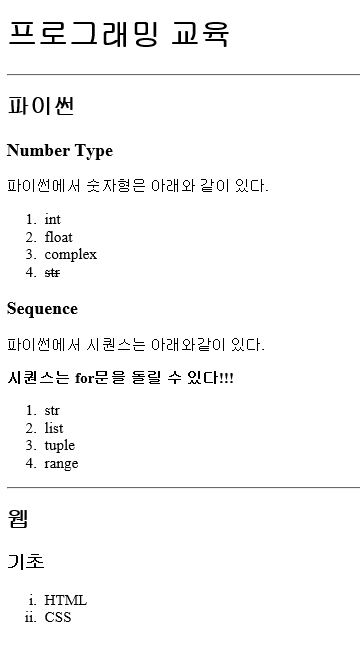 프로그래밍 교육
파이썬
Number Type
파이썬에서 숫자형은 아래와 같이 있다.
1. int
2. float
3. complex
4. str
Sequence
파이썬에서 시퀀스는 아래와같이 있다.
시퀀스는 for문을 돌릴 수 있다!!!
1. str
2. list
3. tuple
4. range
웹
기초
i. HTML
ii. CSS